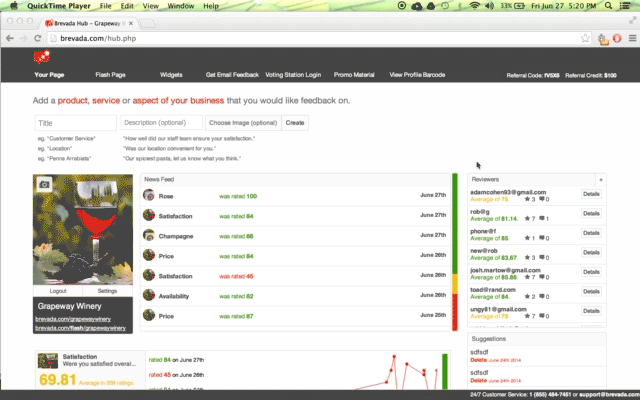 QuickTime Player File Edit View Window Help 33% Fri Jun 27 5:20 PM
Brevada Hub – Grapeway W
brevada.com/hub.php
Your Page Flash Page Widgets Get Email Feedback Voting Station Login Promo Material View Profile Barcode Referral Credit: $100
Add a product, service or aspect of your business that you would like feedback on.
Title Description (optional) Choose Image (optional) Create
eg. "Customer Service" "How well did our staff team ensure your satisfaction."
eg. "Location" "Was our location convenient for you."
eg. "Penne Arrabiata" "Our spiciest pasta, let us know what you think."
News Feed
Rose was rated 100 June 27th
Satisfaction was rated 84 June 27th
Champagne was rated 86 June 27th
Price was rated 84 June 26th
Satisfaction was rated 45 June 26th
Availability was rated 82 June 26th
Price was rated 87 June 25th
Logout Settings
Grapeway Winery
brevada.com/grapewaywinery
brevada.com/flash/grapewaywinery
Reviewers +
adamcohen93@gmail.com Details
Average of 75. 3 0
rob@g Details
Average of 81.14. 7 1
phone@f Details
Average of 85. 1 0
new@rob Details
Average of 83.67. 3 0
josh.martow@gmail.com Details
Average of 85.86. 7 0
toad@rand.com Details
Average of 84. 2 0
ungy81@gmail.com Details
Average of 75 7 0
Suggestions
sdfsdf
Delete June 24th 2014
sdfsdf
Delete June 24th 2014
Satisfaction
Were you satisfied overal...
69.81 Average in 209 ratings.
rated 84 on June 27th
rated 45 on June 26th
24/7 Customer Service: 1 (855) 484-7451 or support@brevada.com